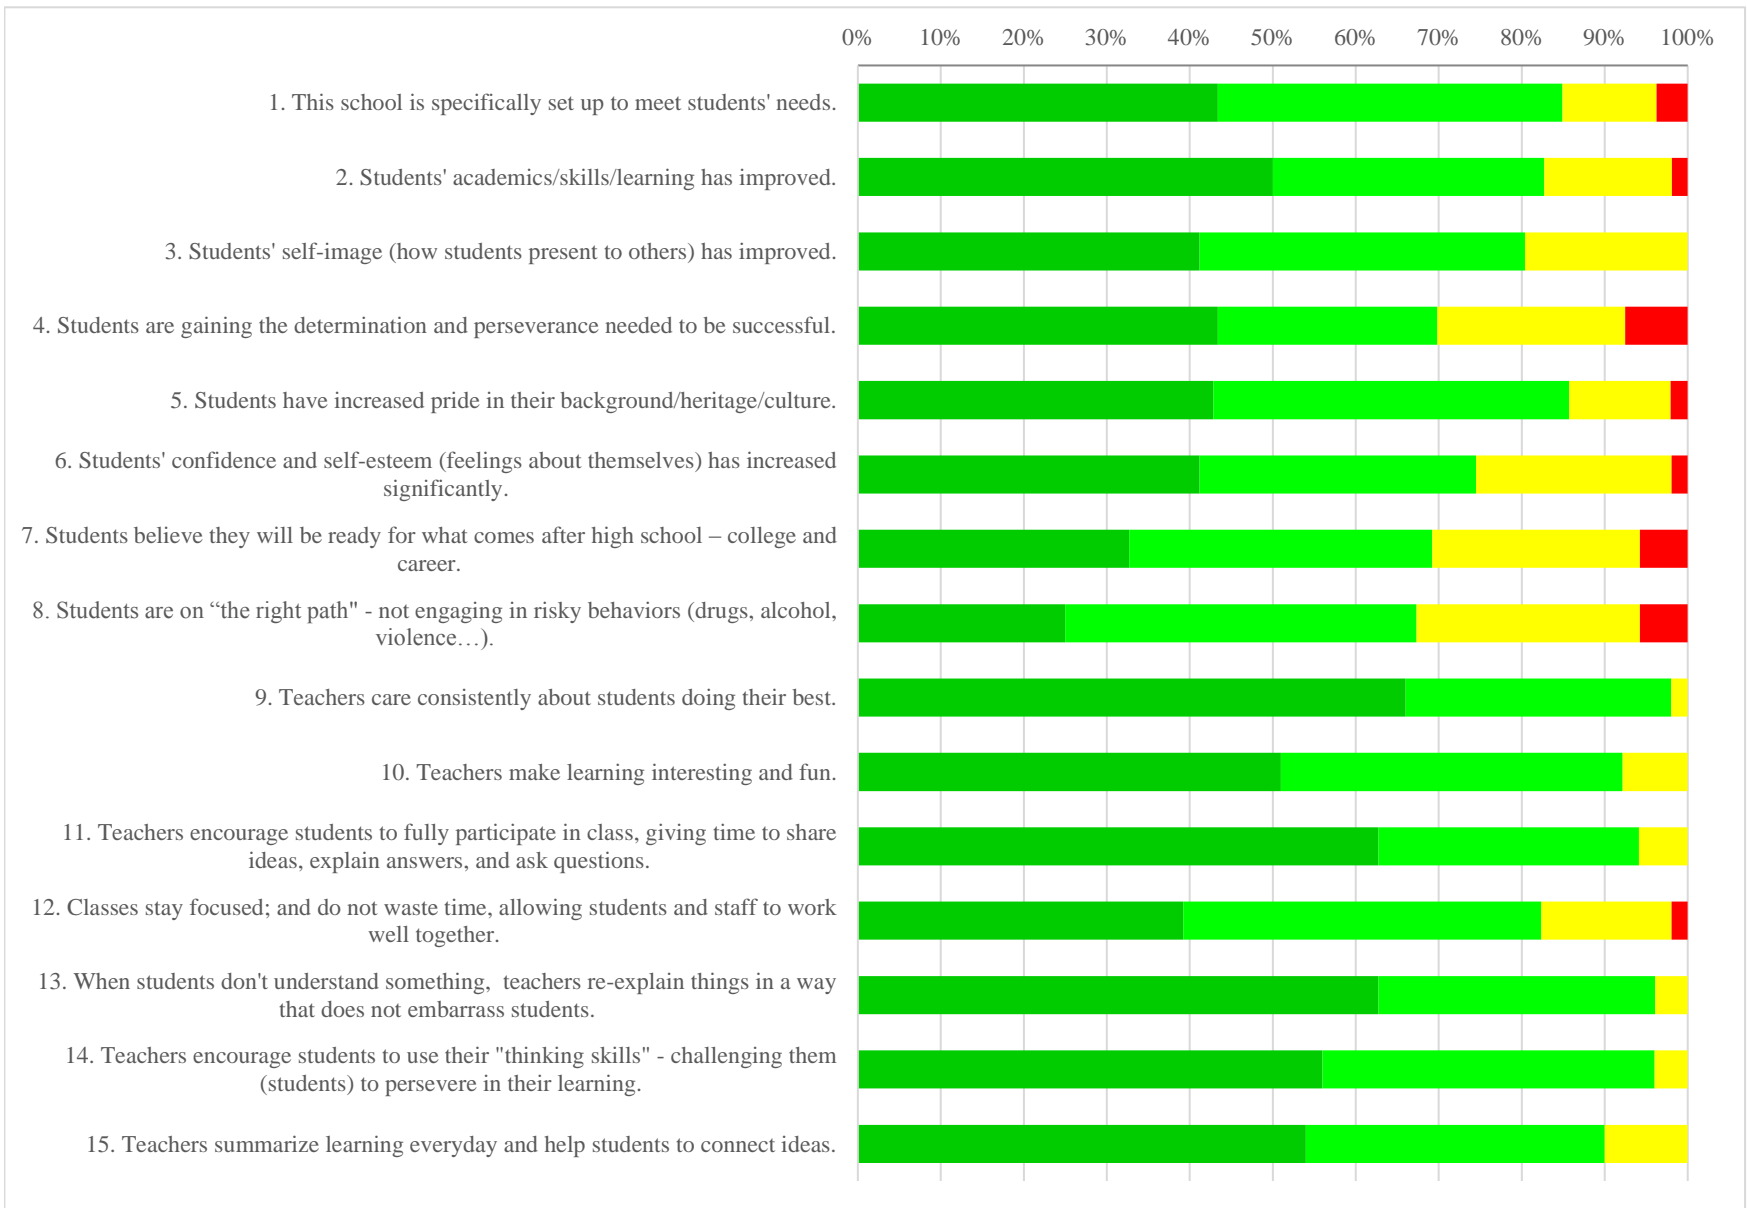 0% 10% 20% 30% 40% 50% 60% 70% 80% 90% 100%
1. This school is specifically set up to meet students' needs.
2. Students' academics/skills/learning has improved.
3. Students' self-image (how students present to others) has improved.
4. Students are gaining the determination and perseverance needed to be successful.
5. Students have increased pride in their background/heritage/culture.
6. Students' confidence and self-esteem (feelings about themselves) has increased
significantly.
7. Students believe they will be ready for what comes after high school – college and
career.
8. Students are on “the right path" - not engaging in risky behaviors (drugs, alcohol,
violence…).
9. Teachers care consistently about students doing their best.
10. Teachers make learning interesting and fun.
11. Teachers encourage students to fully participate in class, giving time to share
ideas, explain answers, and ask questions.
12. Classes stay focused; and do not waste time, allowing students and staff to work
well together.
13. When students don't understand something,  teachers re-explain things in a way
that does not embarrass students.
14. Teachers encourage students to use their "thinking skills" - challenging them
(students) to persevere in their learning.
15. Teachers summarize learning everyday and help students to connect ideas.